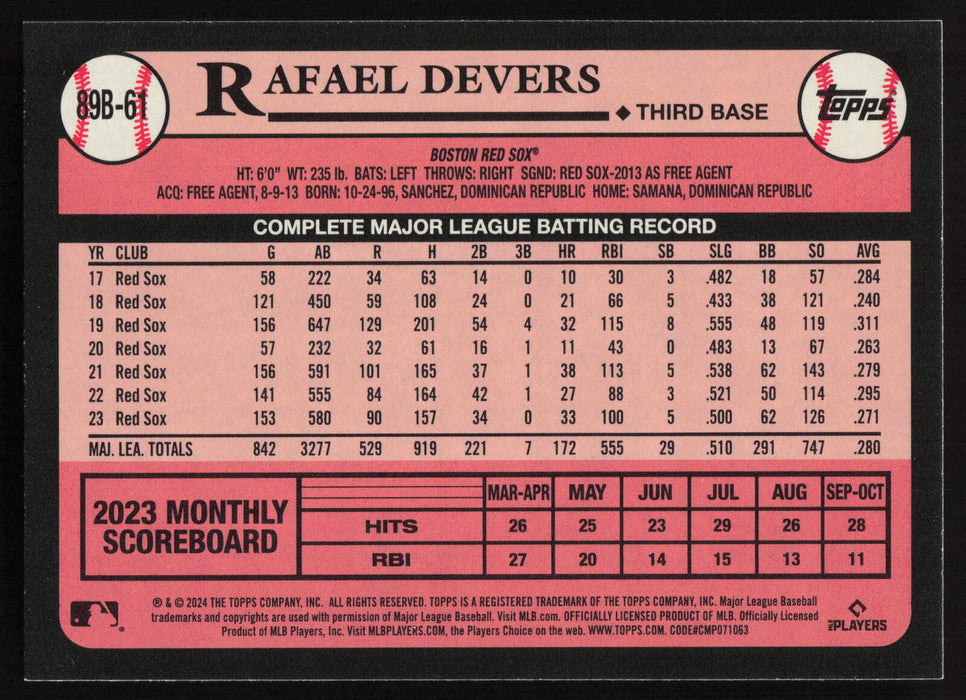 89B-61
RAFAEL DEVERS
◆ THIRD BASE
TOPPS
BOSTON RED SOX®
HT: 6'0" WT: 235 lb. BATS: LEFT THROWS: RIGHT SGND: RED SOX-2013 AS FREE AGENT
ACQ: FREE AGENT, 8-9-13 BORN: 10-24-96, SANCHEZ, DOMINICAN REPUBLIC HOME: SAMANA, DOMINICAN REPUBLIC
COMPLETE MAJOR LEAGUE BATTING RECORD
YR CLUB G AB R H 2B 3B HR RBI SB SLG BB SO AVG
17 Red Sox 58 222 34 63 14 0 10 30 3 .482 18 57 .284
18 Red Sox 121 450 59 108 24 0 21 66 5 .433 38 121 .240
19 Red Sox 156 647 129 201 54 4 32 115 8 .555 48 119 .311
20 Red Sox 57 232 32 61 16 1 11 43 0 .483 13 67 .263
21 Red Sox 156 591 101 165 37 1 38 113 5 .538 62 143 .279
22 Red Sox 141 555 84 164 42 1 27 88 3 .521 50 114 .295
23 Red Sox 153 580 90 157 34 0 33 100 5 .500 62 126 .271
MAJ. LEA. TOTALS 842 3277 529 919 221 7 172 555 29 .510 291 747 .280
2023 MONTHLY
SCOREBOARD
MAR-APR MAY JUN JUL AUG SEP-OCT
HITS 26 25 23 29 26 28
RBI 27 20 14 15 13 11
® & © 2024 THE TOPPS COMPANY, INC. ALL RIGHTS RESERVED. TOPPS IS A REGISTERED TRADEMARK OF THE TOPPS COMPANY, INC. Major League Baseball
trademarks and copyrights are used with permission of Major League Baseball. Visit MLB.com. OFFICIALLY LICENSED PRODUCT OF MLB. Officially Licensed
Product of MLB Players, Inc. Visit MLBPLAYERS.COM, the Players Choice on the web. WWW.TOPPS.COM. CODE#CMP071063
MLB PLAYERS